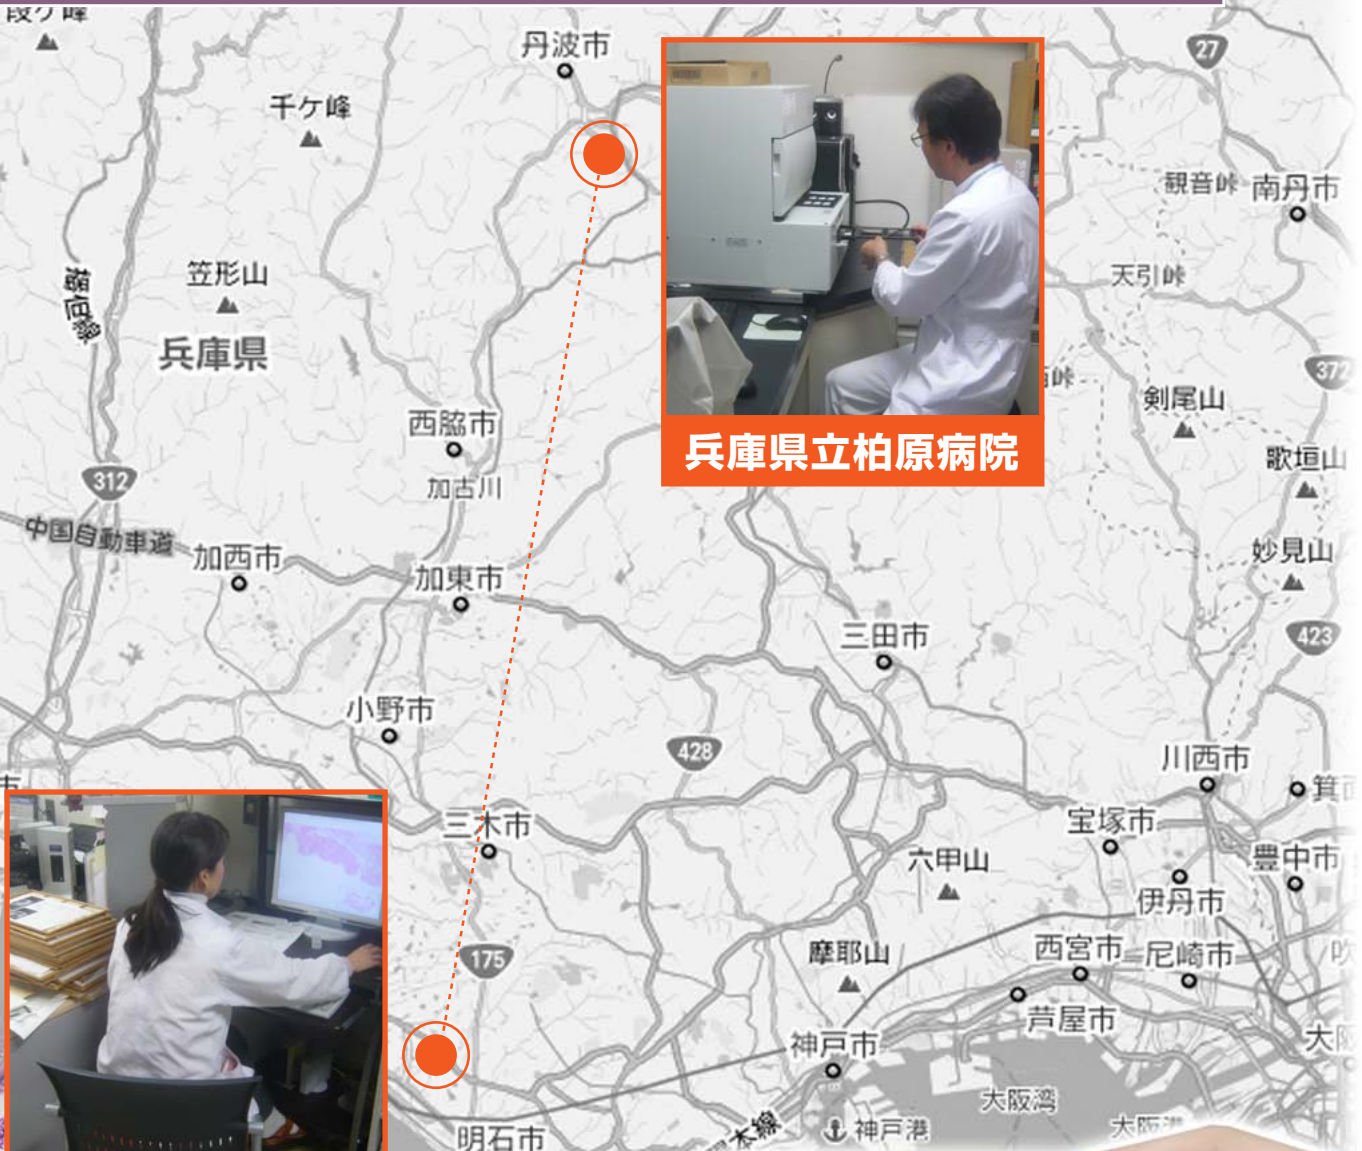 丹波市
27
千ケ峰
観音峠
南丹市
天引峠
笠形山
播但線
兵庫県
372
剣尾山
西脇市
兵庫県立柏原病院
歌垣山
312
加古川
中国自動車道
加西市
加東市
妙見山
三田市
423
小野市
428
川西市
三木市
宝塚市
六甲山
豊中市
伊丹市
175
摩耶山
西宮市
尼崎市
芦屋市
神戸市
大阪湾
神戸港
明石市